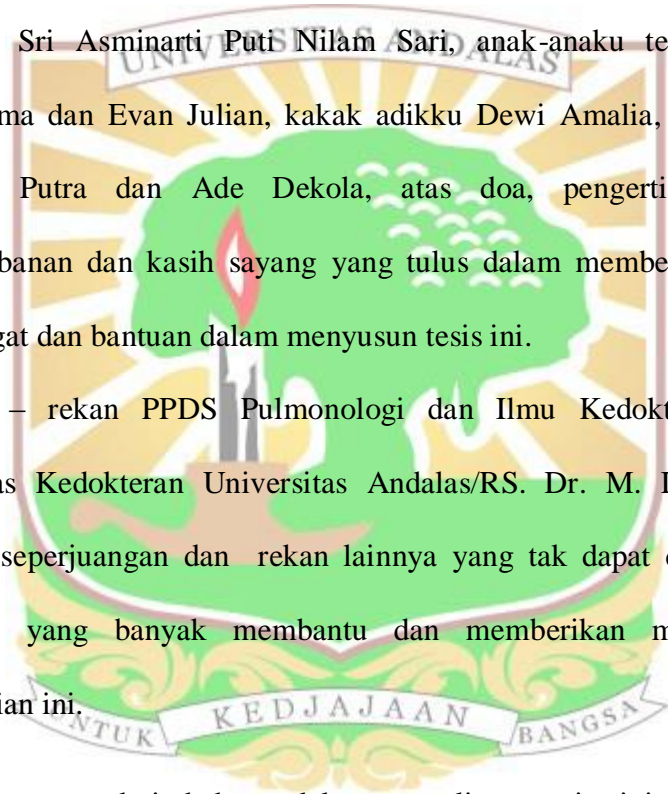 Sri Asminarti Puti Nilam Sari, anak-anaku te
UNIVERSITAS ANDALAS
ma dan Evan Julian, kakak adikku Dewi Amalia,
Putra dan Ade Dekola, atas doa, pengerti
banan dan kasih sayang yang tulus dalam membe
gat dan bantuan dalam menyusun tesis ini.
– rekan PPDS Pulmonologi dan Ilmu Kedokt
as Kedokteran Universitas Andalas/RS. Dr. M.
seperjuangan dan rekan lainnya yang tak dapat
yang banyak membantu dan memberikan m
ian ini.
UNTUK KEDJAJAAN BANGSA